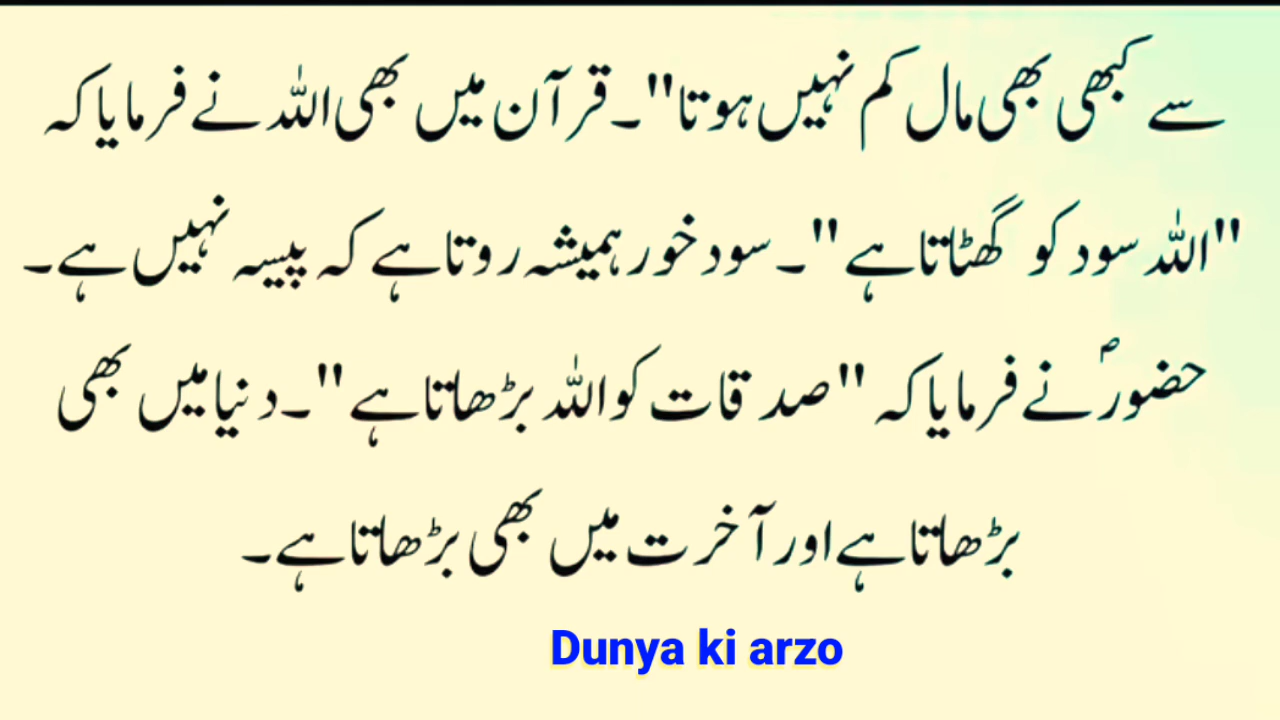 سے کبھی بھی مال کم نہیں ہوتا"۔ قرآن میں بھی اللہ نے فرمایا کہ
"اللہ سود کو گھٹاتا ہے"۔ سود خور ہمیشہ روتا ہے کہ پیسہ نہیں ہے۔
حضورؐ نے فرمایا کہ "صدقات کو اللہ بڑھاتا ہے"۔ دنیا میں بھی
بڑھاتا ہے اور آخرت میں بھی بڑھاتا ہے۔
Dunya ki arzo